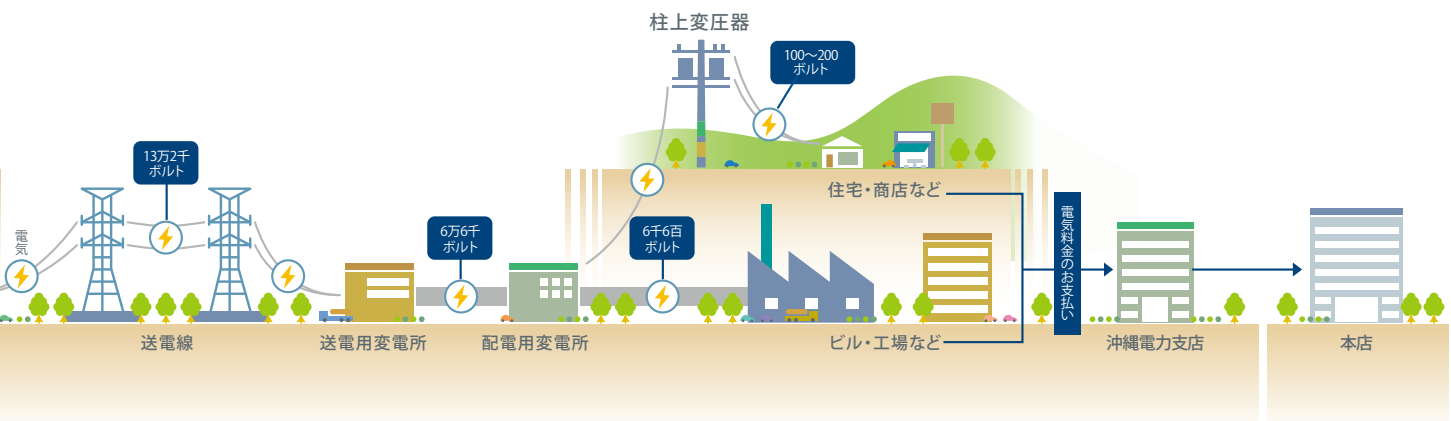 柱上変圧器
100～200
ボルト
13万2千
ボルト
電気
6万6千
ボルト
6千6百
ボルト
住宅・商店など
電気料金のお支払い
送電線
送電用変電所
配電用変電所
ビル・工場など
沖縄電力支店
本店